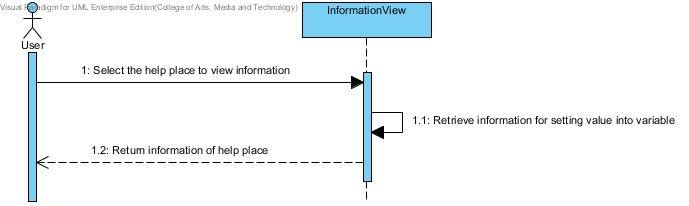 Visual Paradigm for UML Enterprise Edition(College of Arts, Media and Technology)
InformationView
User
1: Select the help place to view information
1.1: Retrieve information for setting value into variable
1.2: Return information of help place